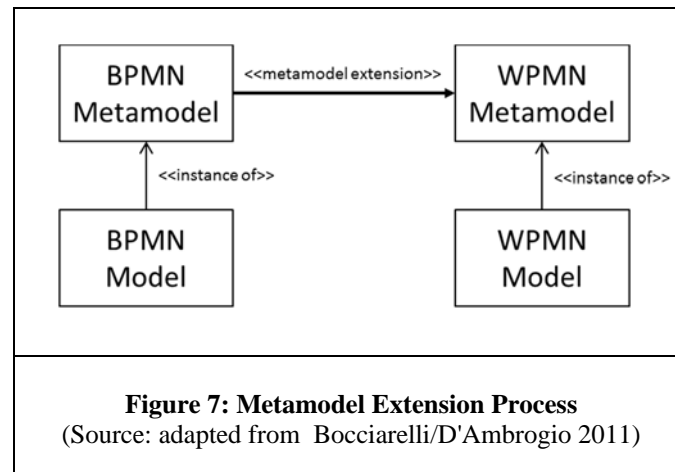 BPMN
Metamodel
<<metamodel extension>>
WPMN
Metamodel
<<instance of>>
<<instance of>>
BPMN
Model
WPMN
Model
Figure 7: Metamodel Extension Process
(Source: adapted from Bocciarelli/D'Ambrogio 2011)